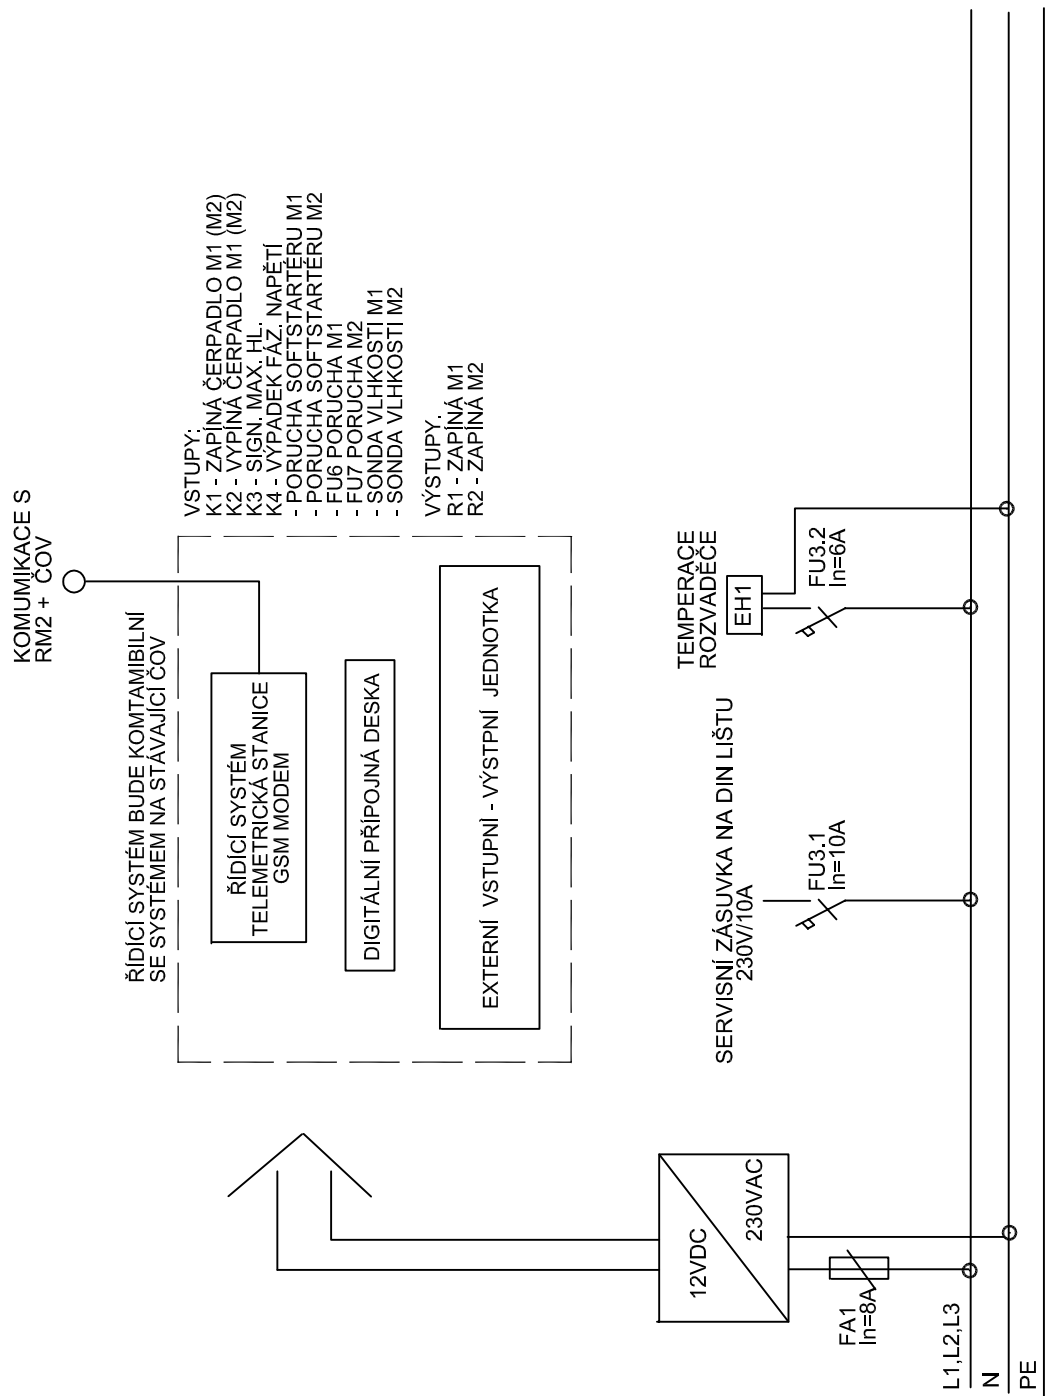 KOMUMIKACE S
RM2 + ČOV
ŘÍDÍCÍ SYSTÉM BUDE KOMTAMIBILNÍ
SE SYSTÉMEM NA STÁVAJÍCÍ ČOV
ŘÍDÍCÍ SYSTÉM
TELEMETRICKÁ STANICE
GSM MODEM
DIGITÁLNÍ PŘÍPOJNÁ DESKA
EXTERNÍ VSTUPNÍ - VÝSTPNÍ JEDNOTKA
VSTUPY:
K1 - ZAPÍNÁ ČERPADLO M1 (M2)
K2 - VYPÍNÁ ČERPADLO M1 (M2)
K3 - SIGN. MAX. HL.
K4 - VÝPADEK FÁZ. NAPĚTÍ
- PORUCHA SOFTSTARTÉRU M1
- PORUCHA SOFTSTARTÉRU M2
- FU6 PORUCHA M1
- FU7 PORUCHA M2
- SONDA VLHKOSTI M1
- SONDA VLHKOSTI M2
VÝSTUPY.
R1 - ZAPÍNÁ M1
R2 - ZAPÍNÁ M2
12VDC
230VAC
FA1
In=8A
SERVISNÍ ZÁSUVKA NA DIN LIŠTU
230V/10A
FU3.1
In=10A
TEMPERACE
ROZVADĚČE
EH1
FU3.2
In=6A
L1,L2,L3
N
PE